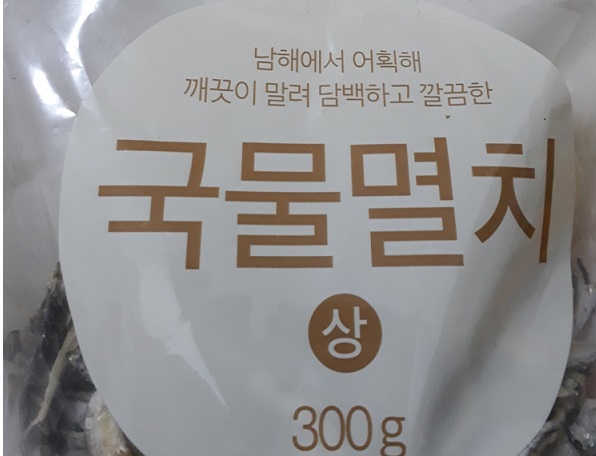 남해에서 어획해
깨끗이 말려 담백하고 깔끔한
국물멸치
상
300g